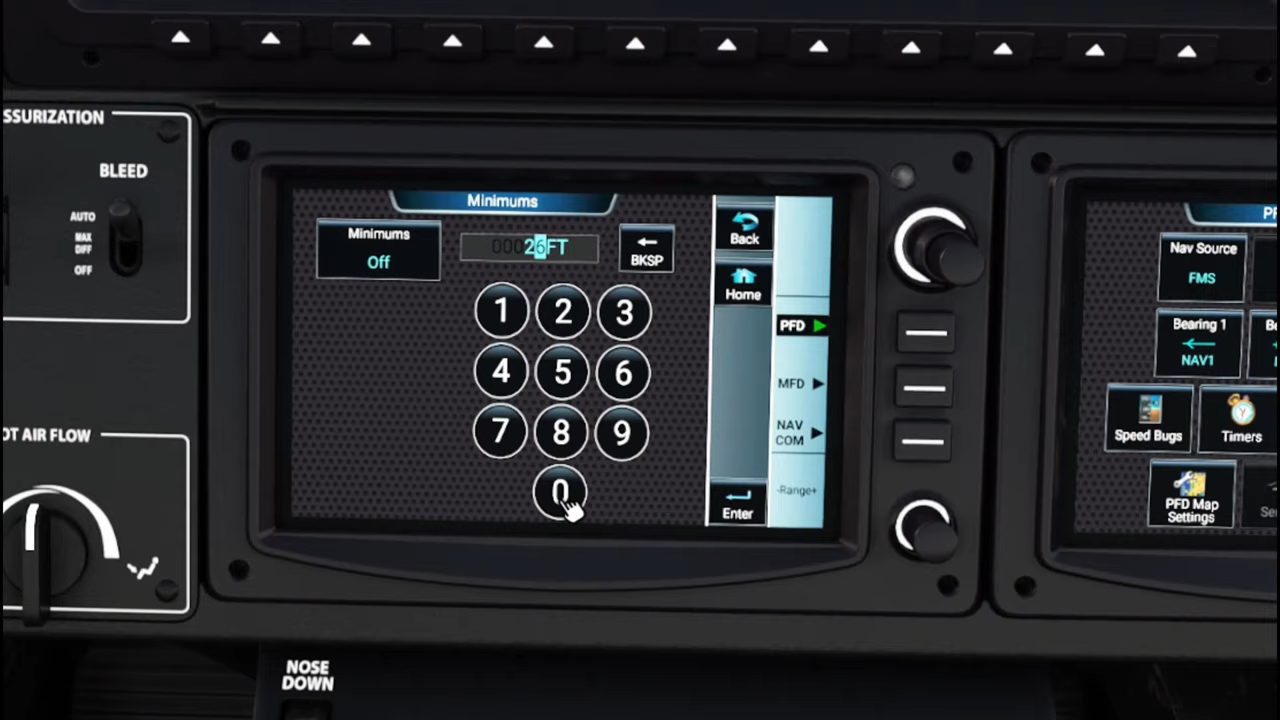 SSURIZATION
BLEED
AUTO
MAX
DIFF
OFF
OT AIR FLOW
Minimums
Minimums
Off
00026FT
BKSP
1 2 3
4 5 6
7 8 9
0
Back
Home
Enter
PFD
MFD
NAV
COM
-Range+
Nav Source
FMS
Bearing 1
NAV1
Speed Bugs
Timers
PFD Map
Settings
NOSE
DOWN